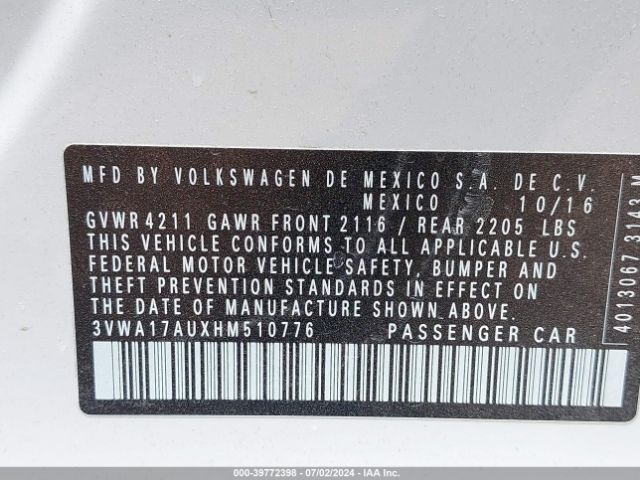 MFD BY VOLKSWAGEN DE MEXICO S.A. DE C.V.
MEXICO 10/16
GVWR 4211 GAWR FRONT 2116 / REAR 2205 LBS
THIS VEHICLE CONFORMS TO ALL APPLICABLE U.S.
FEDERAL MOTOR VEHICLE SAFETY, BUMPER AND
THEFT PREVENTION STANDARDS IN EFFECT ON
THE DATE OF MANUFACTURE SHOWN ABOVE.
3VWA17AUXHM510776 PASSENGER CAR
4013067 31/13 M
000-39772398 - 07/02/2024 - IAA Inc.